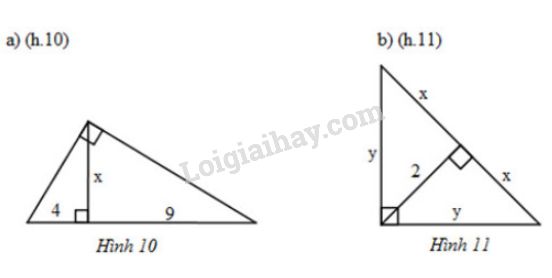 a) (h.10)
b) (h.11)
x
4
9
Hình 10
x
y
2
x
y
Hình 11
Loigiaihay.com